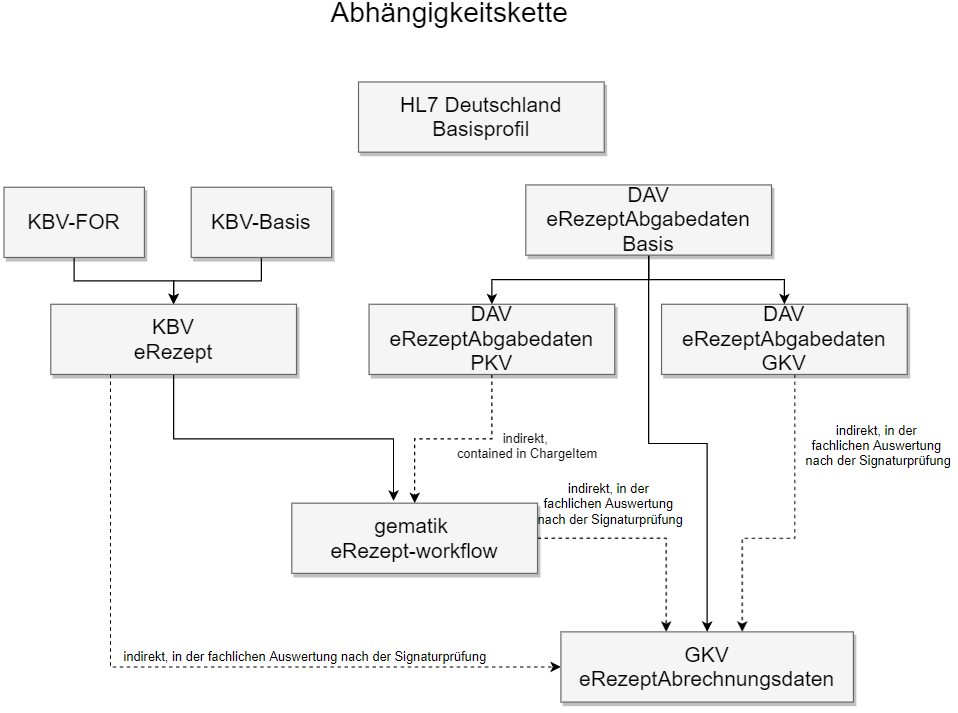 Abhängigkeitskette
HL7 Deutschland
Basisprofil
KBV-FOR
KBV-Basis
DAV
eRezeptAbgabedaten
Basis
KBV
eRezept
DAV
eRezeptAbgabedaten
PKV
DAV
eRezeptAbgabedaten
GKV
indirekt,
contained in ChargeItem
indirekt, in der
fachlichen Auswertung
nach der Signaturprüfung
indirekt, in der
fachlichen Auswertung
nach der Signaturprüfung
gematik
eRezept-workflow
indirekt, in der fachlichen Auswertung nach der Signaturprüfung
GKV
eRezeptAbrechnungsdaten